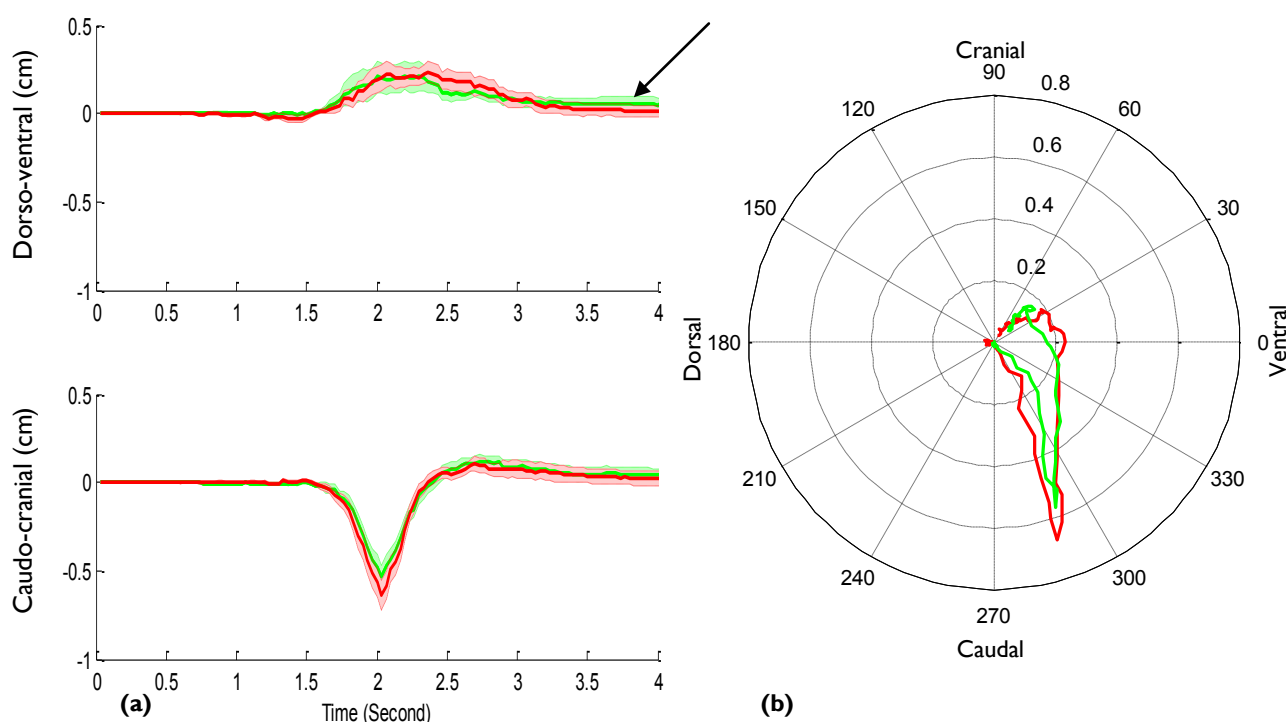 Dorso-ventral (cm)
0.5
0
-0.5
-1
0 0.5 1 1.5 2 2.5 3 3.5 4
Caudo-cranial (cm)
0.5
0
-0.5
-1
0 0.5 1 1.5 2 2.5 3 3.5 4
Time (Second)
(a)
Cranial
90
0.8
0.6
0.4
0.2
120
60
150
30
Dorsal
180
0
Ventral
210
330
240
300
270
Caudal
(b)